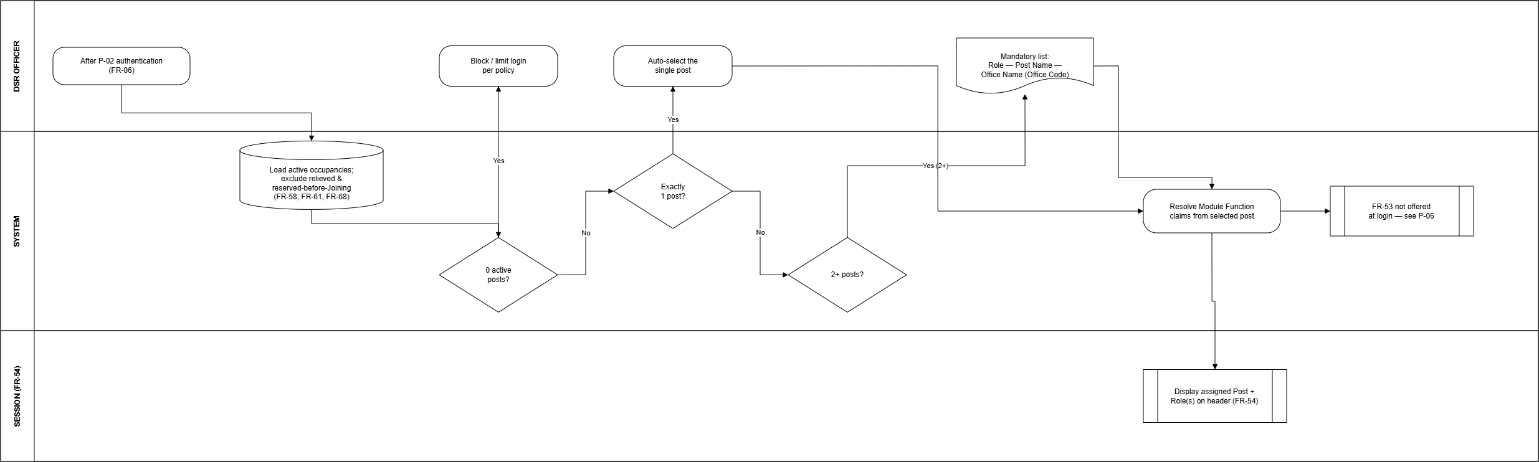 DSR OFFICER
After P-02 authentication
(FR-06)
Block / limit login
per policy
Auto-select the
single post
Mandatory list:
Role — Post Name —
Office Name (Office Code)
Yes
SYSTEM
Load active occupancies;
exclude relieved &
reserved-before-Joining
(FR-58, FR-61, FR-68)
Yes
Yes (2+)
Exactly
1 post?
Resolve Module Function
claims from selected post
FR-53 not offered
at login — see P-06
No
No
0 active
posts?
2+ posts?
SESSION (FR-54)
Display assigned Post +
Role(s) on header (FR-54)